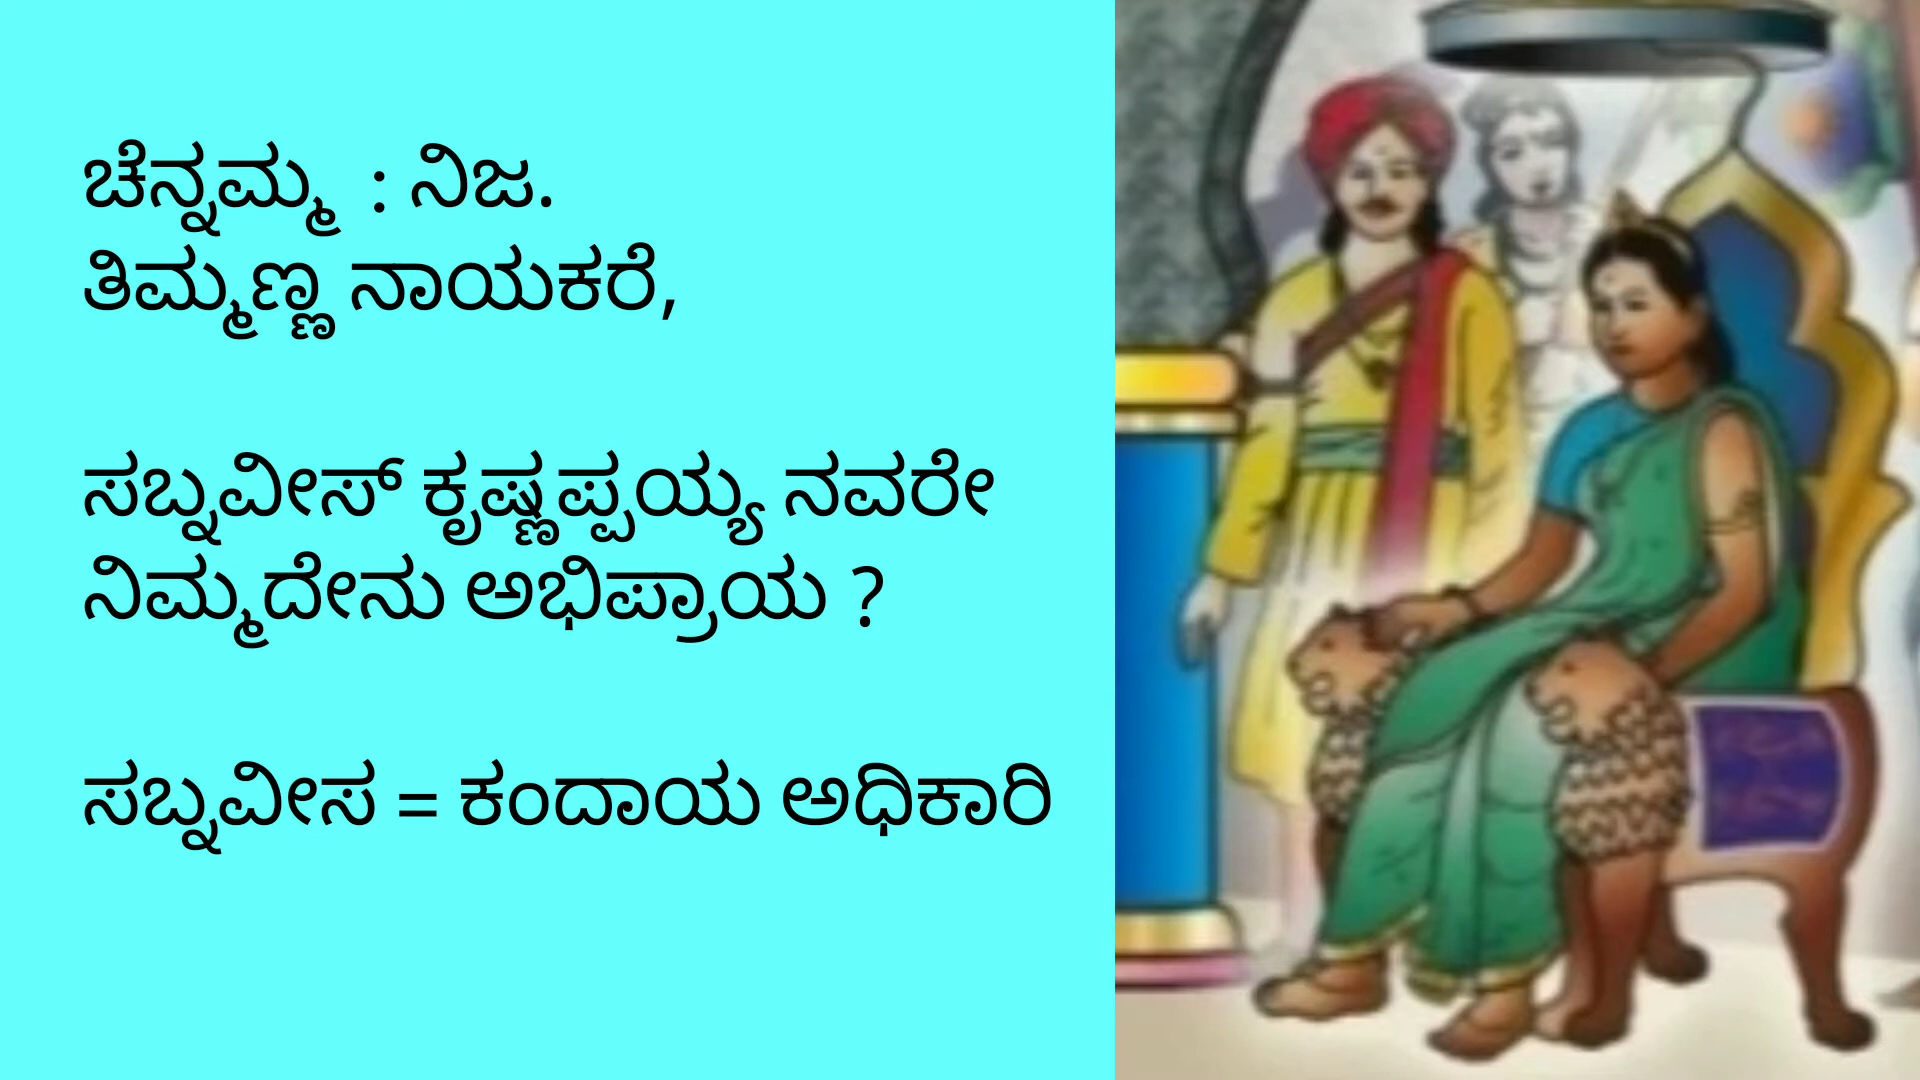 ಚೆನ್ನಮ್ಮ : ನಿಜ.
ತಿಮ್ಮಣ್ಣ ನಾಯಕರೆ,
ಸಬ್ನವೀಸ್ ಕೃಷ್ಣಪ್ಪಯ್ಯ ನವರೇ
ನಿಮ್ಮದೇನು ಅಭಿಪ್ರಾಯ ?
ಸಬ್ನವೀಸ = ಕಂದಾಯ ಅಧಿಕಾರಿ